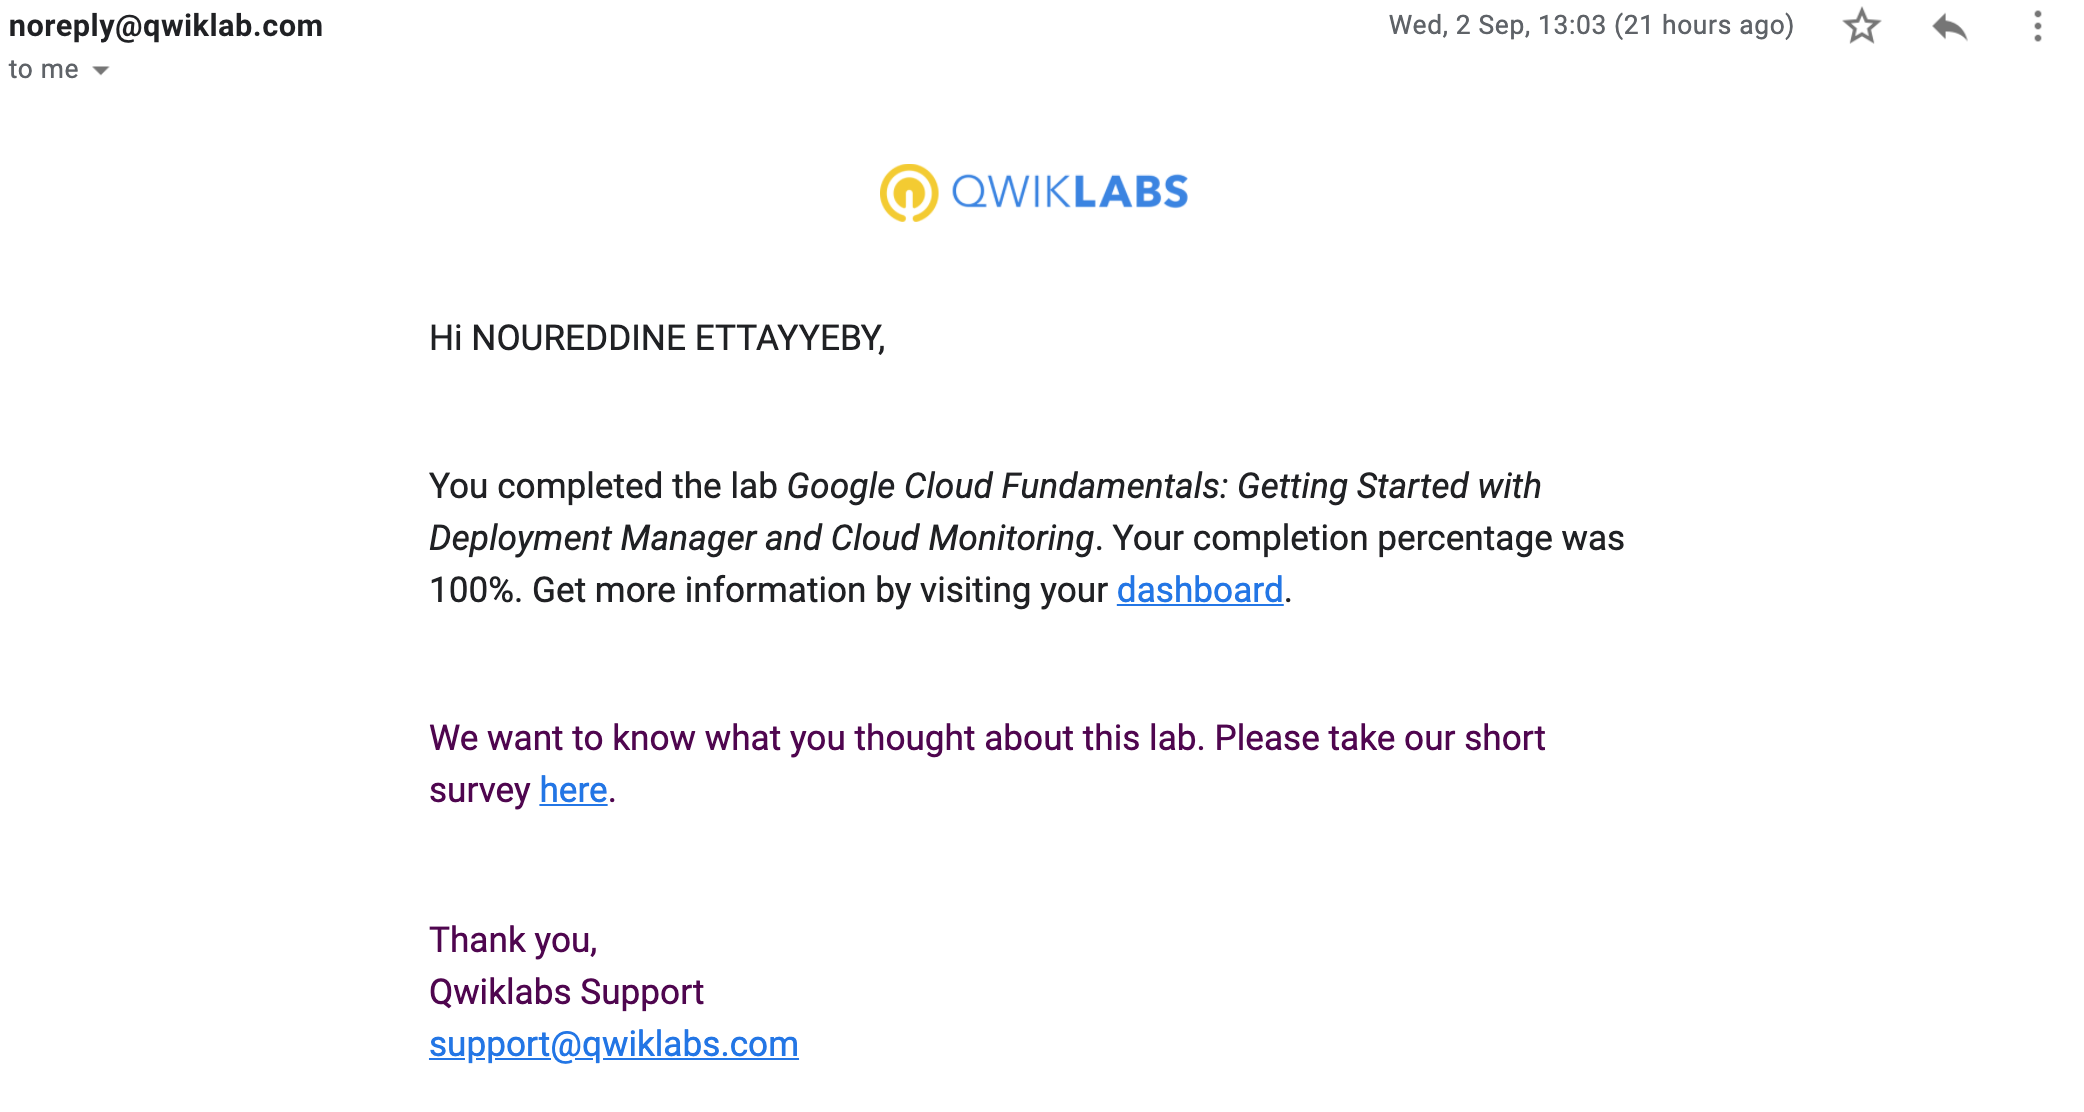 noreply@qwiklab.com
Wed, 2 Sep, 13:03 (21 hours ago)
to me
QWIKLABS
Hi NOUREDDINE ETTAYYEBY,
You completed the lab Google Cloud Fundamentals: Getting Started with
Deployment Manager and Cloud Monitoring. Your completion percentage was
100%. Get more information by visiting your dashboard.
We want to know what you thought about this lab. Please take our short
survey here.
Thank you,
Qwiklabs Support
support@qwiklabs.com